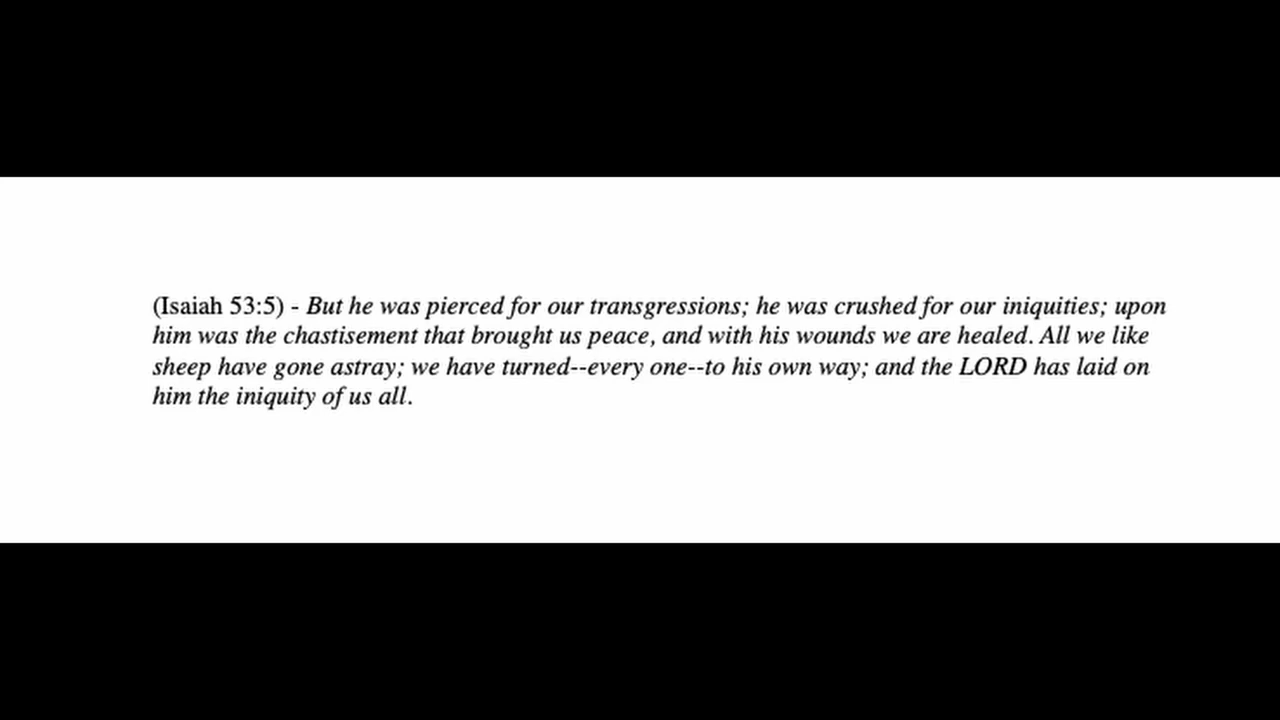 (Isaiah 53:5) - But he was pierced for our transgressions; he was crushed for our iniquities; upon
him was the chastisement that brought us peace, and with his wounds we are healed. All we like
sheep have gone astray; we have turned--every one--to his own way; and the LORD has laid on
him the iniquity of us all.